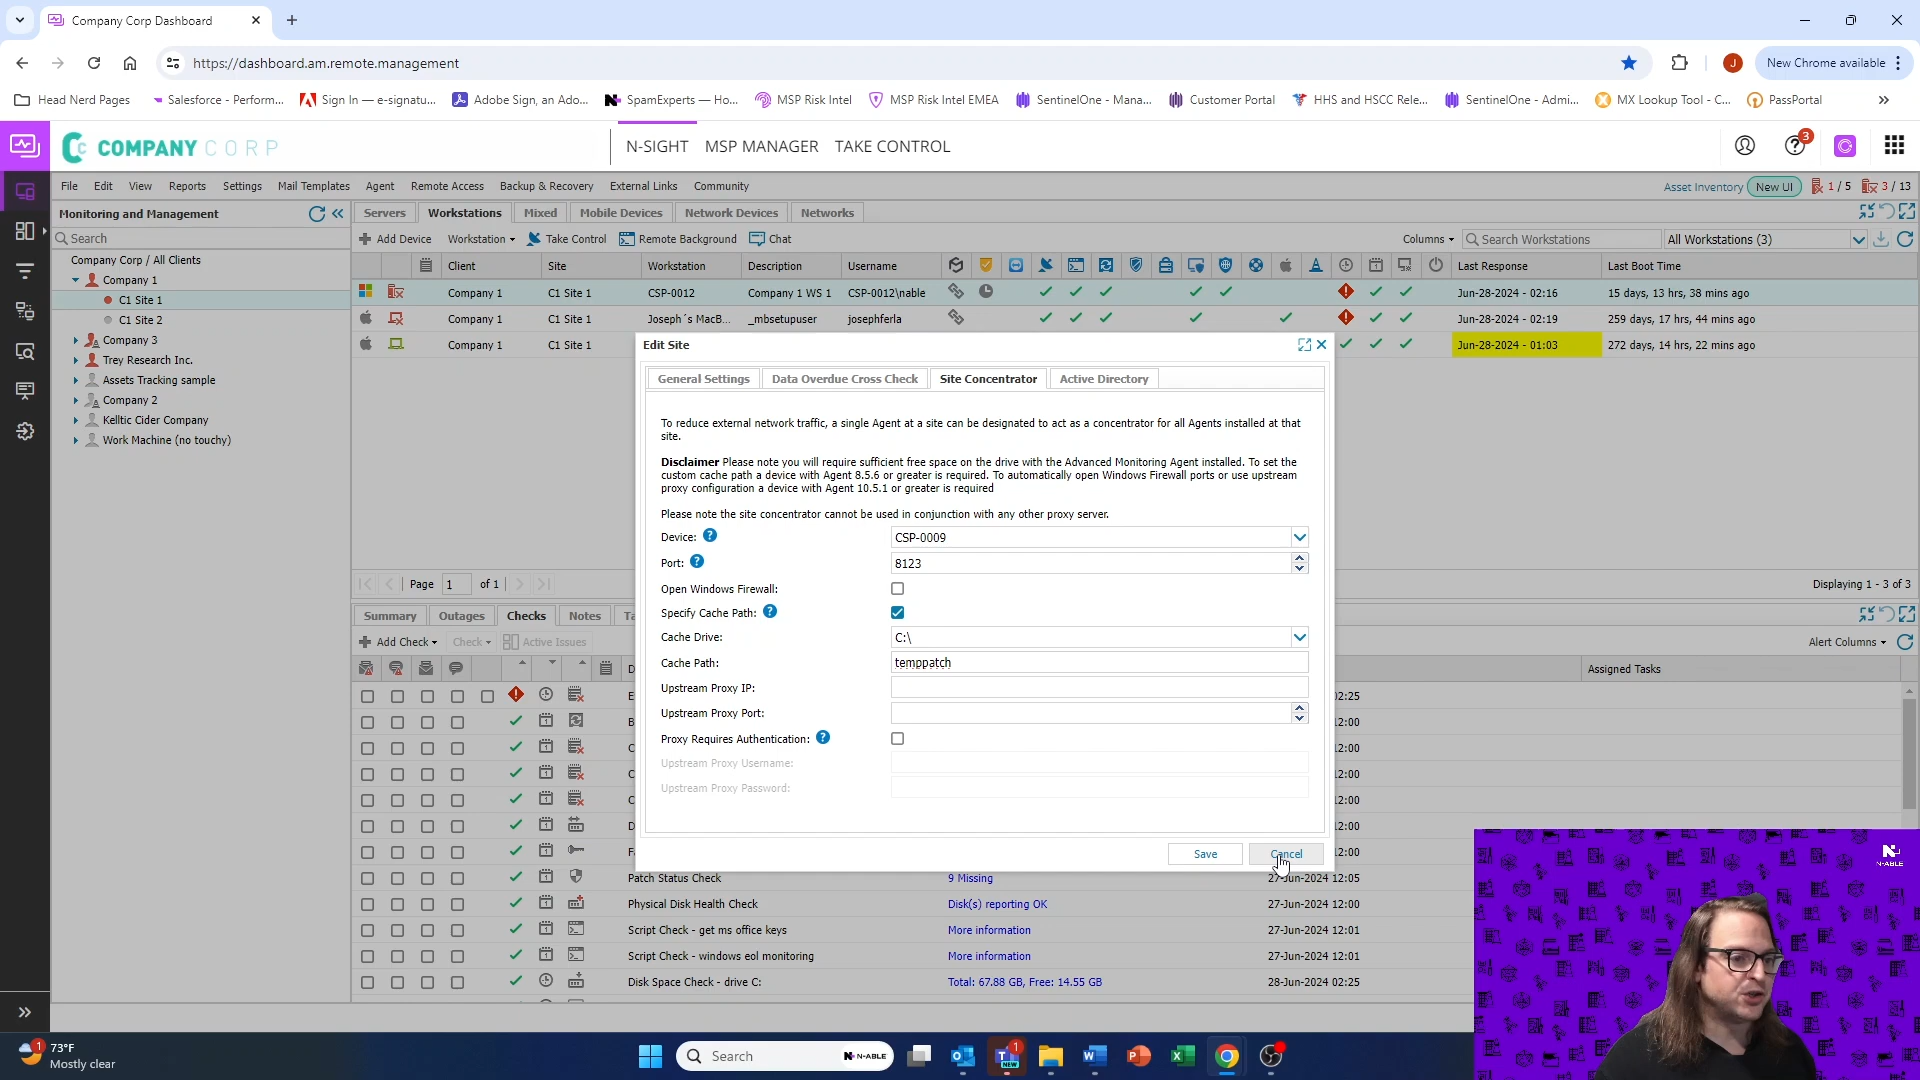 Company Corp Dashboard
https://dashboard.am.remote.management
J
New Chrome available
Head Nerd Pages
Salesforce - Perform...
Sign In — e-signatu...
Adobe Sign, an Ado...
SpamExperts — Ho...
MSP Risk Intel
MSP Risk Intel EMEA
SentinelOne - Mana...
Customer Portal
HHS and HSCC Rele...
SentinelOne - Admi...
MX Lookup Tool - C...
PassPortal
COMPANY CORP
N-SIGHT MSP MANAGER TAKE CONTROL
3
File Edit View Reports Settings Mail Templates Agent Remote Access Backup & Recovery External Links Community
Asset Inventory New UI 1 / 5 3 / 13
Monitoring and Management
Search
Company Corp / All Clients
Company 1
C1 Site 1
C1 Site 2
Company 3
Trey Research Inc.
Assets Tracking sample
Company 2
Kelltic Cider Company
Work Machine (no touchy)
Servers Workstations Mixed Mobile Devices Network Devices Networks
Add Device Workstation Take Control Remote Background Chat
Columns Search Workstations All Workstations (3)
Client Site Workstation Description Username Last Response Last Boot Time
Company 1 C1 Site 1 CSP-0012 Company 1 WS 1 CSP-0012\nable Jun-28-2024 - 02:16 15 days, 13 hrs, 38 mins ago
Company 1 C1 Site 1 Joseph´s MacB... _mbsetupuser josephferla Jun-28-2024 - 02:19 259 days, 17 hrs, 44 mins ago
Company 1 C1 Site 1 Jun-28-2024 - 01:03 272 days, 14 hrs, 22 mins ago
Edit Site
General Settings Data Overdue Cross Check Site Concentrator Active Directory
To reduce external network traffic, a single Agent at a site can be designated to act as a concentrator for all Agents installed at that
site.
Disclaimer Please note you will require sufficient free space on the drive with the Advanced Monitoring Agent installed. To set the
custom cache path a device with Agent 8.5.6 or greater is required. To automatically open Windows Firewall ports or use upstream
proxy configuration a device with Agent 10.5.1 or greater is required
Please note the site concentrator cannot be used in conjunction with any other proxy server.
Device: CSP-0009
Port: 8123
Open Windows Firewall:
Specify Cache Path:
Cache Drive: C:\
Cache Path: temppatch
Upstream Proxy IP:
Upstream Proxy Port:
Proxy Requires Authentication:
Upstream Proxy Username:
Upstream Proxy Password:
Save Cancel
Page 1 of 1
Displaying 1 - 3 of 3
Summary Outages Checks Notes Ta
Add Check Check Active Issues
Alert Columns
D Assigned Tasks
E 02:25
B 12:00
C 12:00
C 12:00
C 12:00
D 12:00
F 12:00
Patch Status Check 9 Missing 27-Jun-2024 12:05
Physical Disk Health Check Disk(s) reporting OK 27-Jun-2024 12:00
Script Check - get ms office keys More information 27-Jun-2024 12:01
Script Check - windows eol monitoring More information 27-Jun-2024 12:01
Disk Space Check - drive C: Total: 67.88 GB, Free: 14.55 GB 28-Jun-2024 02:25
N-ABLE
1
73°F
Mostly clear
Search
N-ABLE
1
NEW